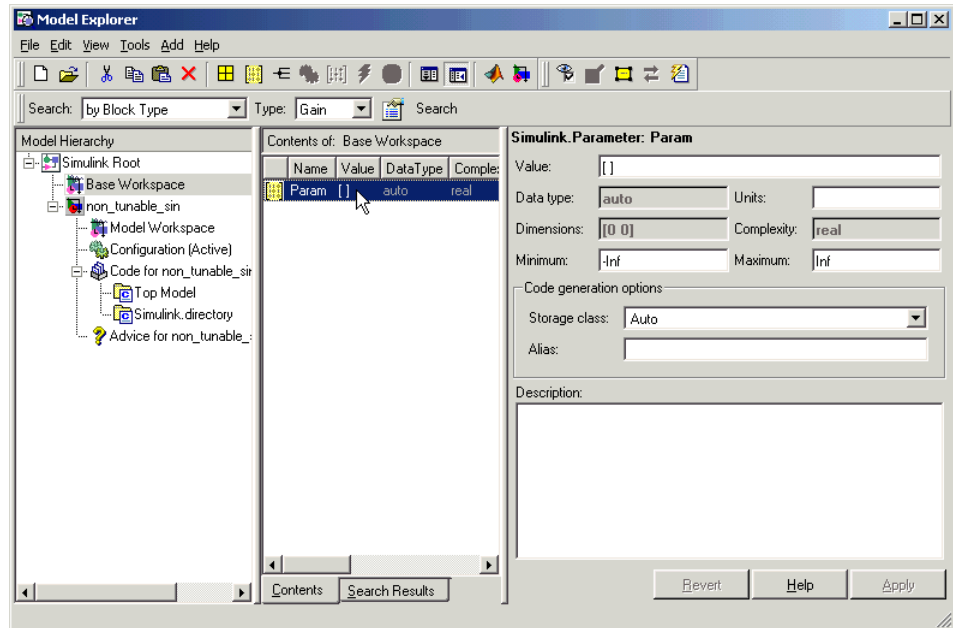 Model Explorer
File Edit View Tools Add Help
Search: by Block Type Type: Gain Search
Model Hierarchy
Simulink Root
Base Workspace
non_tunable_sin
Model Workspace
Configuration (Active)
Code for non_tunable_sin
Top Model
Simulink.directory
Advice for non_tunable_
Contents of: Base Workspace
Name Value DataType Comple
Param [ ] auto real
Contents Search Results
Simulink.Parameter: Param
Value: [ ]
Data type: auto Units:
Dimensions: [0 0] Complexity: real
Minimum: -Inf Maximum: Inf
Code generation options
Storage class: Auto
Alias:
Description:
Revert Help Apply